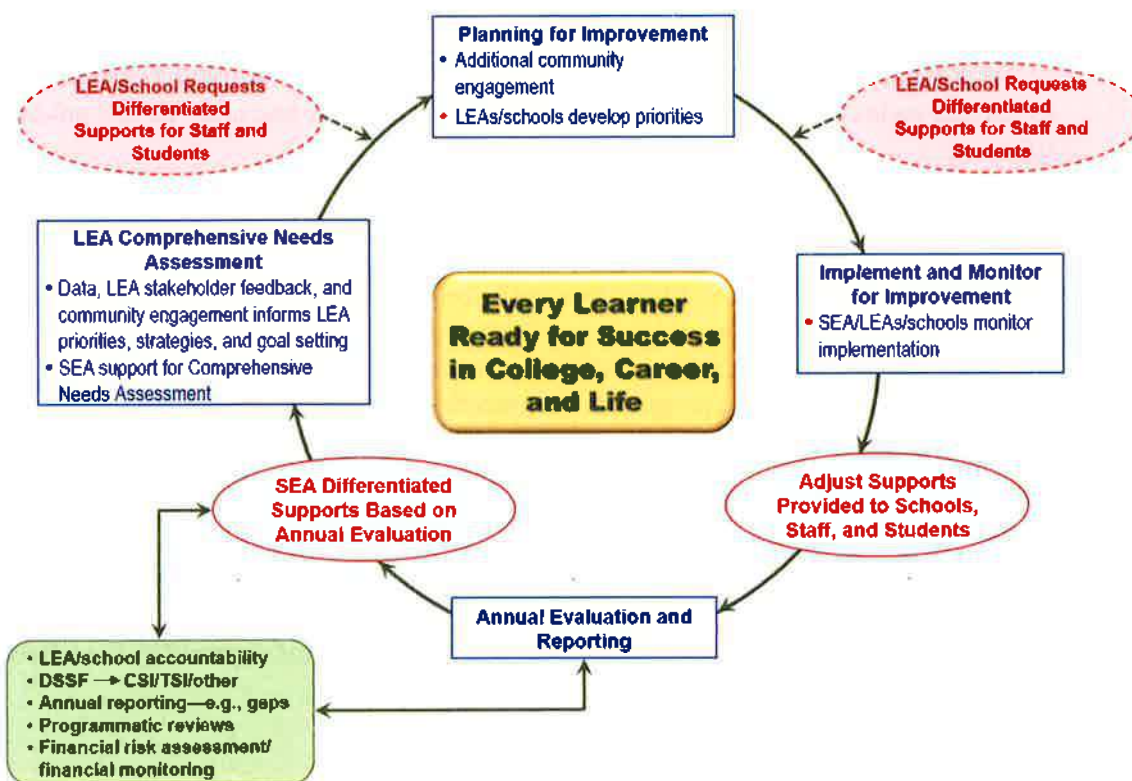 Planning for Improvement
• Additional community
engagement
• LEAs/schools develop priorities
LEA/School Requests
Differentiated
Supports for Staff and
Students
LEA/School Requests
Differentiated
Supports for Staff and
Students
LEA Comprehensive Needs
Assessment
• Data, LEA stakeholder feedback, and
community engagement informs LEA
priorities, strategies, and goal setting
• SEA support for Comprehensive
Needs Assessment
Every Learner
Ready for Success
in College, Career,
and Life
Implement and Monitor
for Improvement
• SEA/LEAs/schools monitor
implementation
SEA Differentiated
Supports Based on
Annual Evaluation
Adjust Supports
Provided to Schools,
Staff, and Students
Annual Evaluation and
Reporting
• LEA/school accountability
• DSSF → CSI/TSI/other
• Annual reporting—e.g., gaps
• Programmatic reviews
• Financial risk assessment/
financial monitoring